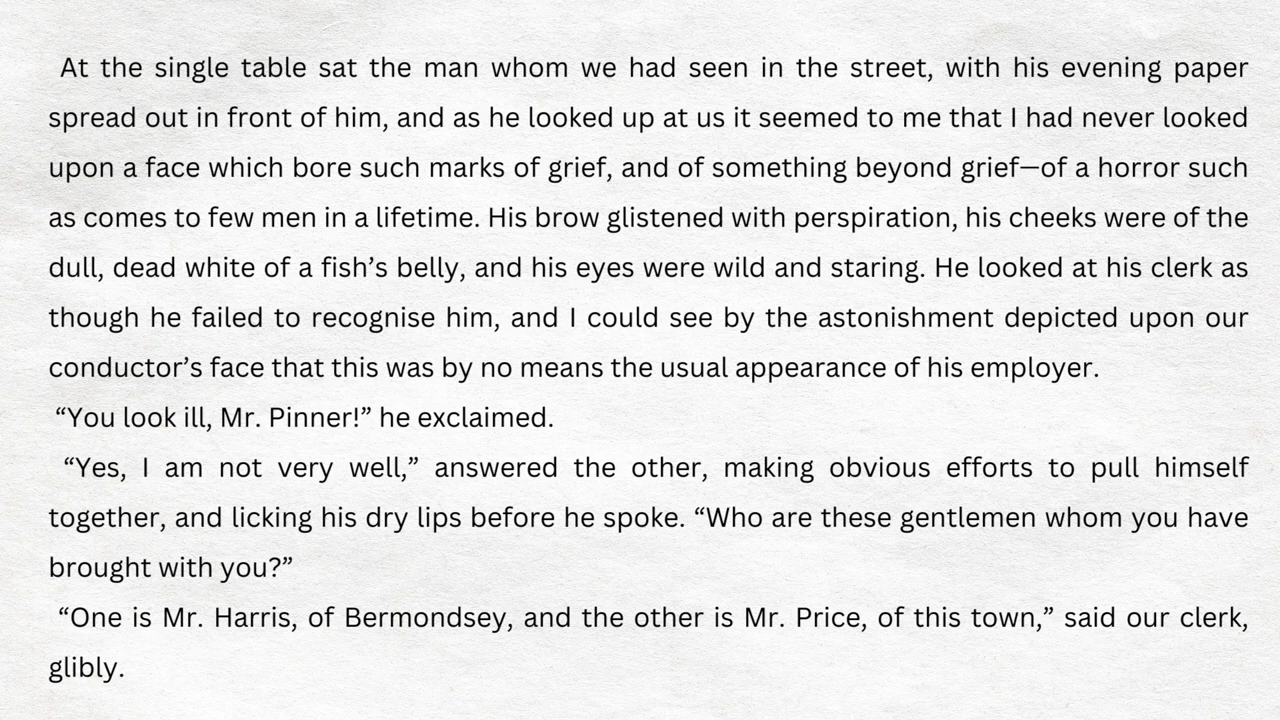 At the single table sat the man whom we had seen in the street, with his evening paper
spread out in front of him, and as he looked up at us it seemed to me that I had never looked
upon a face which bore such marks of grief, and of something beyond grief—of a horror such
as comes to few men in a lifetime. His brow glistened with perspiration, his cheeks were of the
dull, dead white of a fish’s belly, and his eyes were wild and staring. He looked at his clerk as
though he failed to recognise him, and I could see by the astonishment depicted upon our
conductor’s face that this was by no means the usual appearance of his employer.
“You look ill, Mr. Pinner!” he exclaimed.
“Yes, I am not very well,” answered the other, making obvious efforts to pull himself
together, and licking his dry lips before he spoke. “Who are these gentlemen whom you have
brought with you?”
“One is Mr. Harris, of Bermondsey, and the other is Mr. Price, of this town,” said our clerk,
glibly.